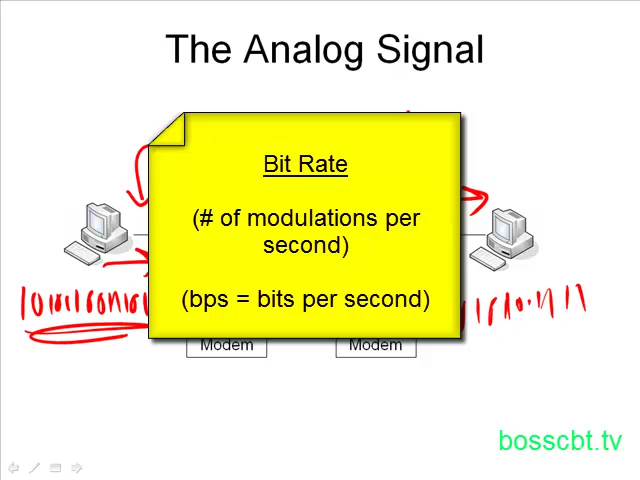 The Analog Signal
Bit Rate
(# of modulations per
second)
(bps = bits per second)
Modem
Modem
bosscbt.tv